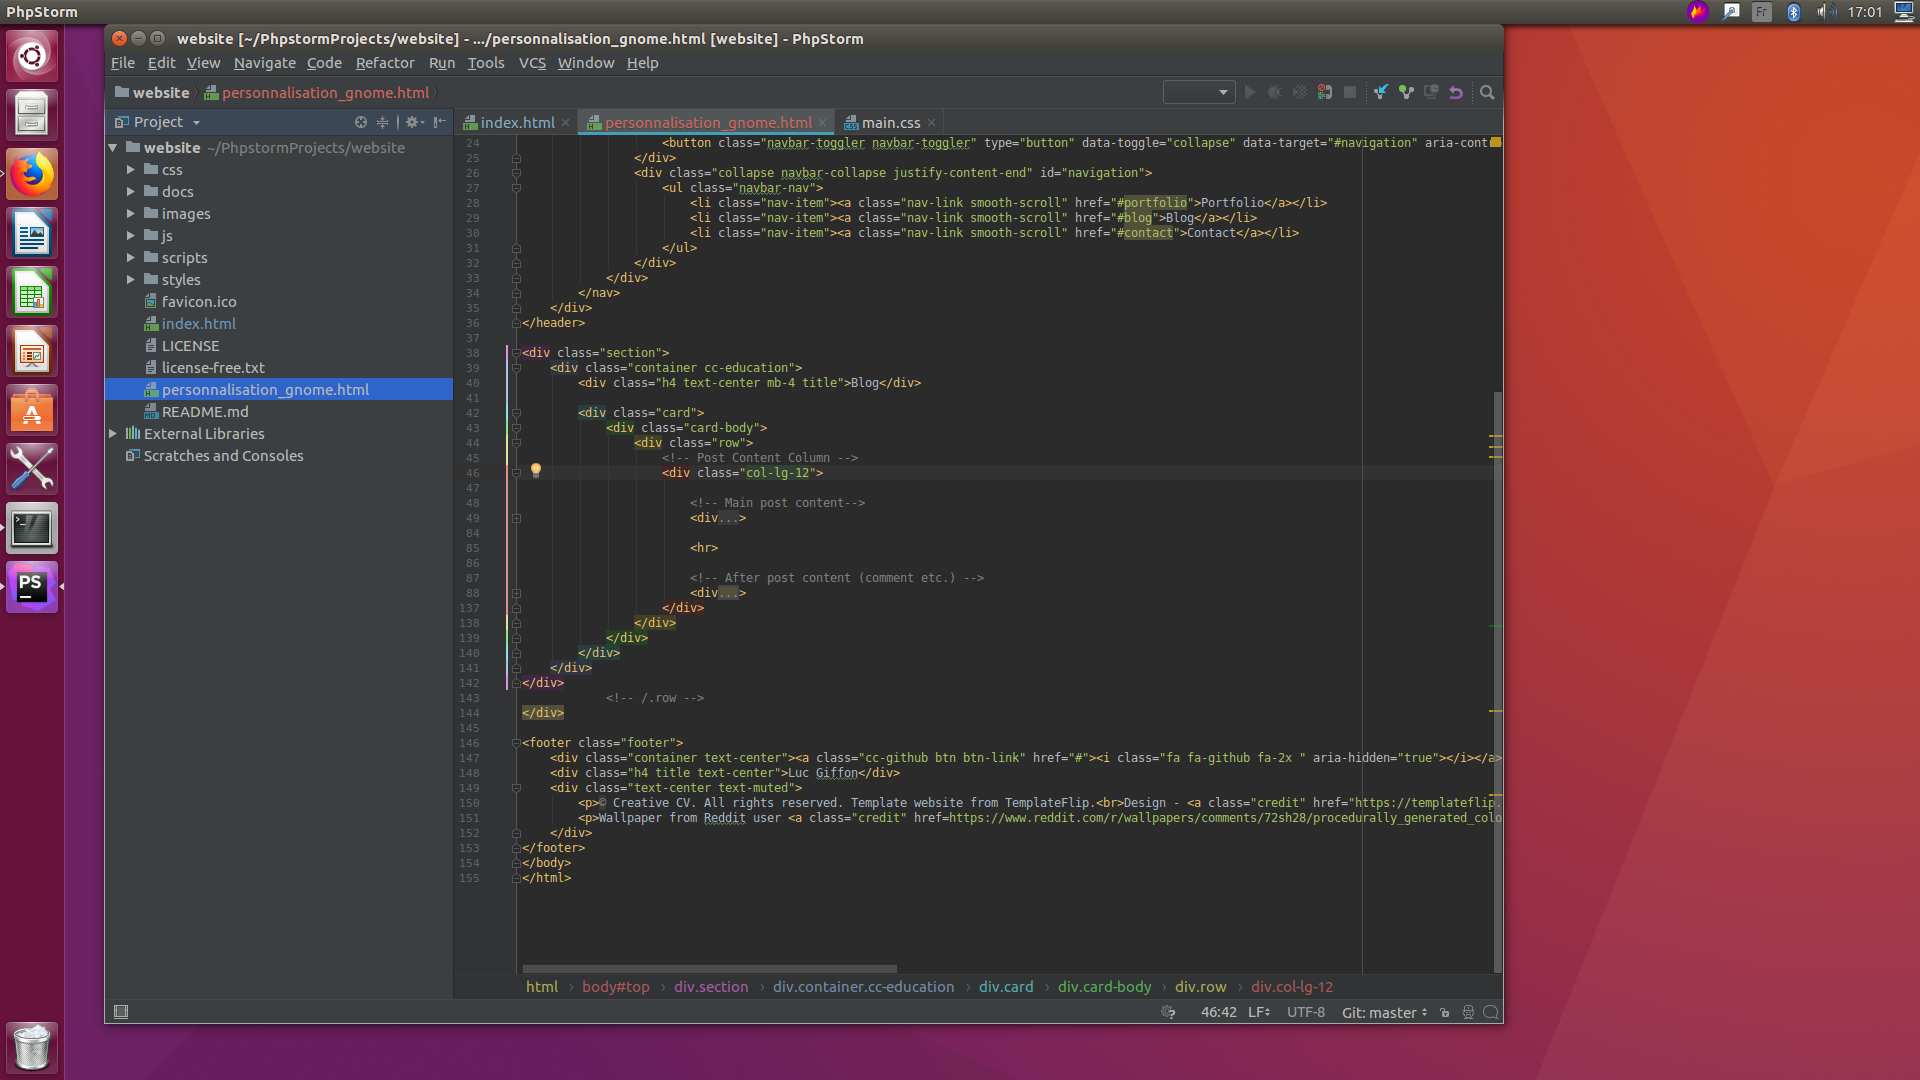 PhpStorm
Fr
17:01
website [~/PhpstormProjects/website] - .../personnalisation_gnome.html [website] - PhpStorm
File Edit View Navigate Code Refactor Run Tools VCS Window Help
website personnalisation_gnome.html
Project
index.html personnalisation_gnome.html main.css
website ~/PhpstormProjects/website
css
docs
images
js
scripts
styles
favicon.ico
index.html
LICENSE
license-free.txt
personnalisation_gnome.html
README.md
External Libraries
Scratches and Consoles
PS
24 <button class="navbar-toggler navbar-toggler" type="button" data-toggle="collapse" data-target="#navigation" aria-cont
25 </div>
26 <div class="collapse navbar-collapse justify-content-end" id="navigation">
27 <ul class="navbar-nav">
28 <li class="nav-item"><a class="nav-link smooth-scroll" href="#portfolio">Portfolio</a></li>
29 <li class="nav-item"><a class="nav-link smooth-scroll" href="#blog">Blog</a></li>
30 <li class="nav-item"><a class="nav-link smooth-scroll" href="#contact">Contact</a></li>
31 </ul>
32 </div>
33 </div>
34 </nav>
35 </div>
36 </header>
37
38 <div class="section">
39 <div class="container cc-education">
40 <div class="h4 text-center mb-4 title">Blog</div>
41
42 <div class="card">
43 <div class="card-body">
44 <div class="row">
45 <!-- Post Content Column -->
46 <div class="col-lg-12">
47
48 <!-- Main post content-->
49 <div...>
84
85 <hr>
86
87 <!-- After post content (comment etc.) -->
88 <div...>
137 </div>
138 </div>
139 </div>
140 </div>
141 </div>
142 </div>
143 <!-- /.row -->
144 </div>
145
146 <footer class="footer">
147 <div class="container text-center"><a class="cc-github btn btn-link" href="#"><i class="fa fa-github fa-2x " aria-hidden="true"></i></a>
148 <div class="h4 title text-center">Luc Giffon</div>
149 <div class="text-center text-muted">
150 <p>© Creative CV. All rights reserved. Template website from TemplateFlip.<br>Design - <a class="credit" href="https://templateflip.
151 <p>Wallpaper from Reddit user <a class="credit" href=https://www.reddit.com/r/wallpapers/comments/72sh28/procedurally_generated_colo
152 </div>
153 </footer>
154 </body>
155 </html>
html › body#top › div.section › div.container.cc-education › div.card › div.card-body › div.row › div.col-lg-12
46:42 LF UTF-8 Git: master